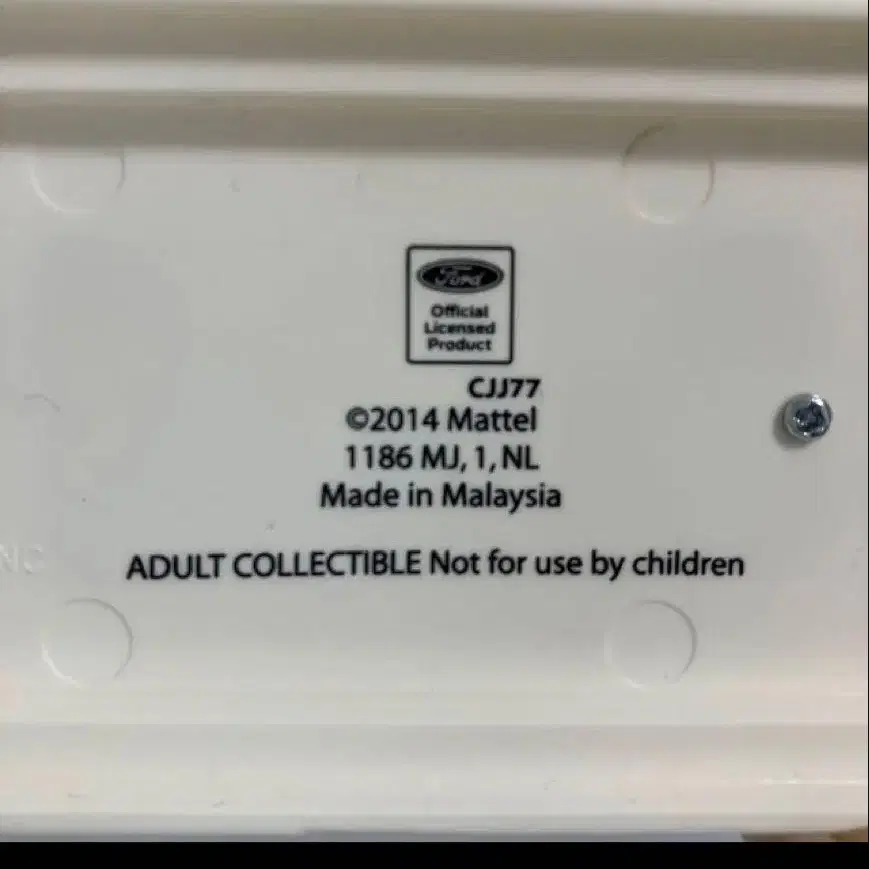 Ford
Official
Licensed
Product
CJJ77
©2014 Mattel
1186 MJ, 1, NL
Made in Malaysia
NC
ADULT COLLECTIBLE Not for use by children